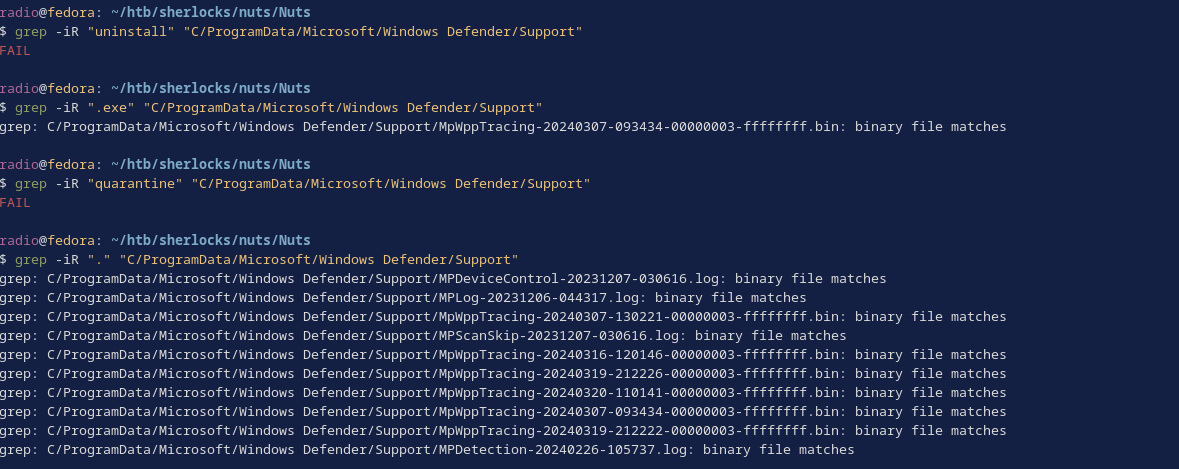 radio@fedora: ~/htb/sherlocks/nuts/Nuts
$ grep -iR "uninstall" "C/ProgramData/Microsoft/Windows Defender/Support"
FAIL
radio@fedora: ~/htb/sherlocks/nuts/Nuts
$ grep -iR ".exe" "C/ProgramData/Microsoft/Windows Defender/Support"
grep: C/ProgramData/Microsoft/Windows Defender/Support/MpWppTracing-20240307-093434-00000003-ffffffff.bin: binary file matches
radio@fedora: ~/htb/sherlocks/nuts/Nuts
$ grep -iR "quarantine" "C/ProgramData/Microsoft/Windows Defender/Support"
FAIL
radio@fedora: ~/htb/sherlocks/nuts/Nuts
$ grep -iR "." "C/ProgramData/Microsoft/Windows Defender/Support"
grep: C/ProgramData/Microsoft/Windows Defender/Support/MPDeviceControl-20231207-030616.log: binary file matches
grep: C/ProgramData/Microsoft/Windows Defender/Support/MPLog-20231206-044317.log: binary file matches
grep: C/ProgramData/Microsoft/Windows Defender/Support/MpWppTracing-20240307-130221-00000003-ffffffff.bin: binary file matches
grep: C/ProgramData/Microsoft/Windows Defender/Support/MPScanSkip-20231207-030616.log: binary file matches
grep: C/ProgramData/Microsoft/Windows Defender/Support/MpWppTracing-20240316-120146-00000003-ffffffff.bin: binary file matches
grep: C/ProgramData/Microsoft/Windows Defender/Support/MpWppTracing-20240319-212226-00000003-ffffffff.bin: binary file matches
grep: C/ProgramData/Microsoft/Windows Defender/Support/MpWppTracing-20240320-110141-00000003-ffffffff.bin: binary file matches
grep: C/ProgramData/Microsoft/Windows Defender/Support/MpWppTracing-20240307-093434-00000003-ffffffff.bin: binary file matches
grep: C/ProgramData/Microsoft/Windows Defender/Support/MpWppTracing-20240319-212222-00000003-ffffffff.bin: binary file matches
grep: C/ProgramData/Microsoft/Windows Defender/Support/MPDetection-20240226-105737.log: binary file matches